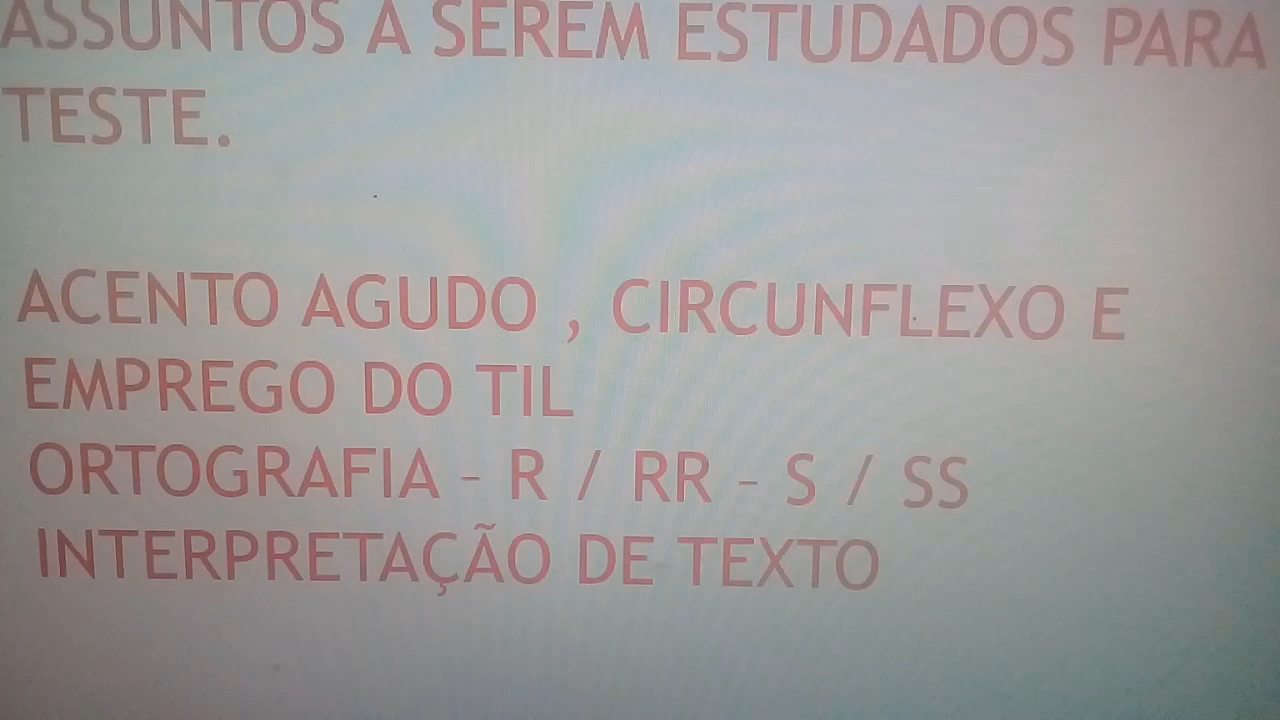 ASSUNTOS A SEREM ESTUDADOS PARA
TESTE.
ACENTO AGUDO , CIRCUNFLEXO E
EMPREGO DO TIL
ORTOGRAFIA - R / RR - S / SS
INTERPRETAÇÃO DE TEXTO